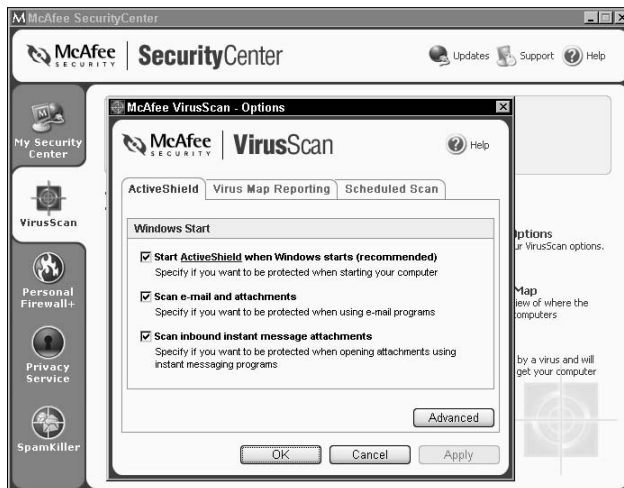 McAfee SecurityCenter
McAfee
SECURITY
SecurityCenter
Updates
Support
Help
My Security
Center
VirusScan
Personal
Firewall+
Privacy
Service
SpamKiller
McAfee VirusScan - Options
McAfee
SECURITY
VirusScan
Help
ActiveShield
Virus Map Reporting
Scheduled Scan
Windows Start
Start ActiveShield when Windows starts (recommended)
Specify if you want to be protected when starting your computer
Scan e-mail and attachments
Specify if you want to be protected when using e-mail programs
Scan inbound instant message attachments
Specify if you want to be protected when opening attachments using
instant messaging programs
Advanced
OK
Cancel
Apply
ptions
ur VirusScan options.
Map
iew of where the
omputers
by a virus and will
get your computer